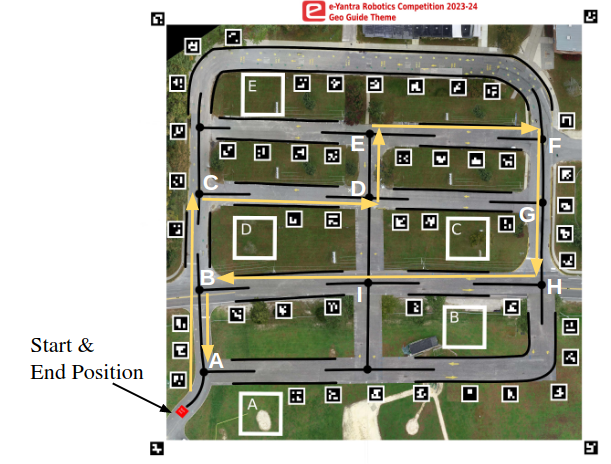 e-Yantra Robotics Competition 2023-24
Geo Guide Theme
E
E
F
C
D
G
D
C
B
I
H
B
Start &
End Position
A
A